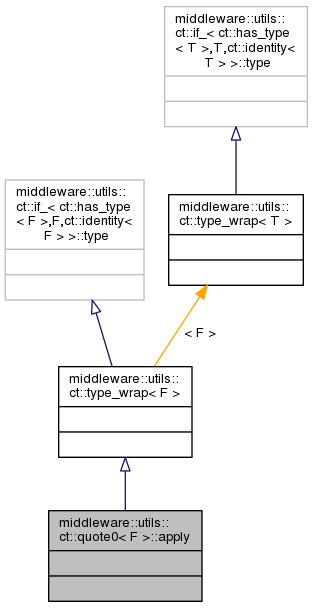 middleware::utils::
ct::if_< ct::has_type
< T >,T,ct::identity<
T > >::type
middleware::utils::
ct::if_< ct::has_type
< F >,F,ct::identity<
F > >::type
middleware::utils::
ct::type_wrap< T >
< F >
middleware::utils::
ct::type_wrap< F >
middleware::utils::
ct::quote0< F >::apply